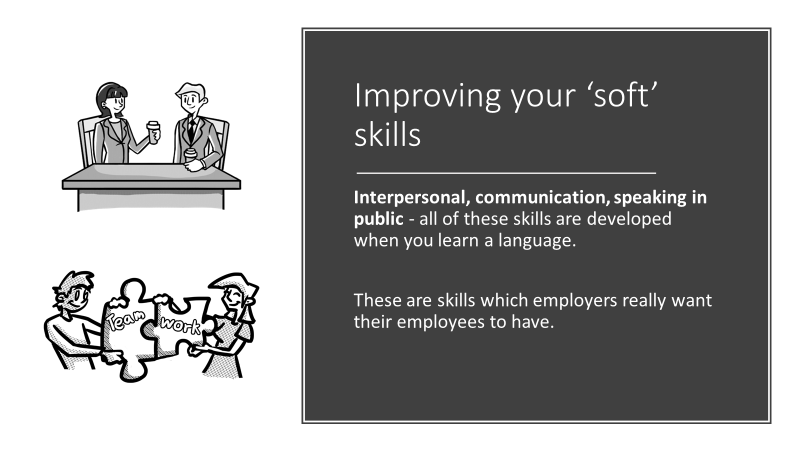 Improving your ‘soft’
skills
Interpersonal, communication, speaking in
public - all of these skills are developed
when you learn a language.
These are skills which employers really want
their employees to have.
Team
work